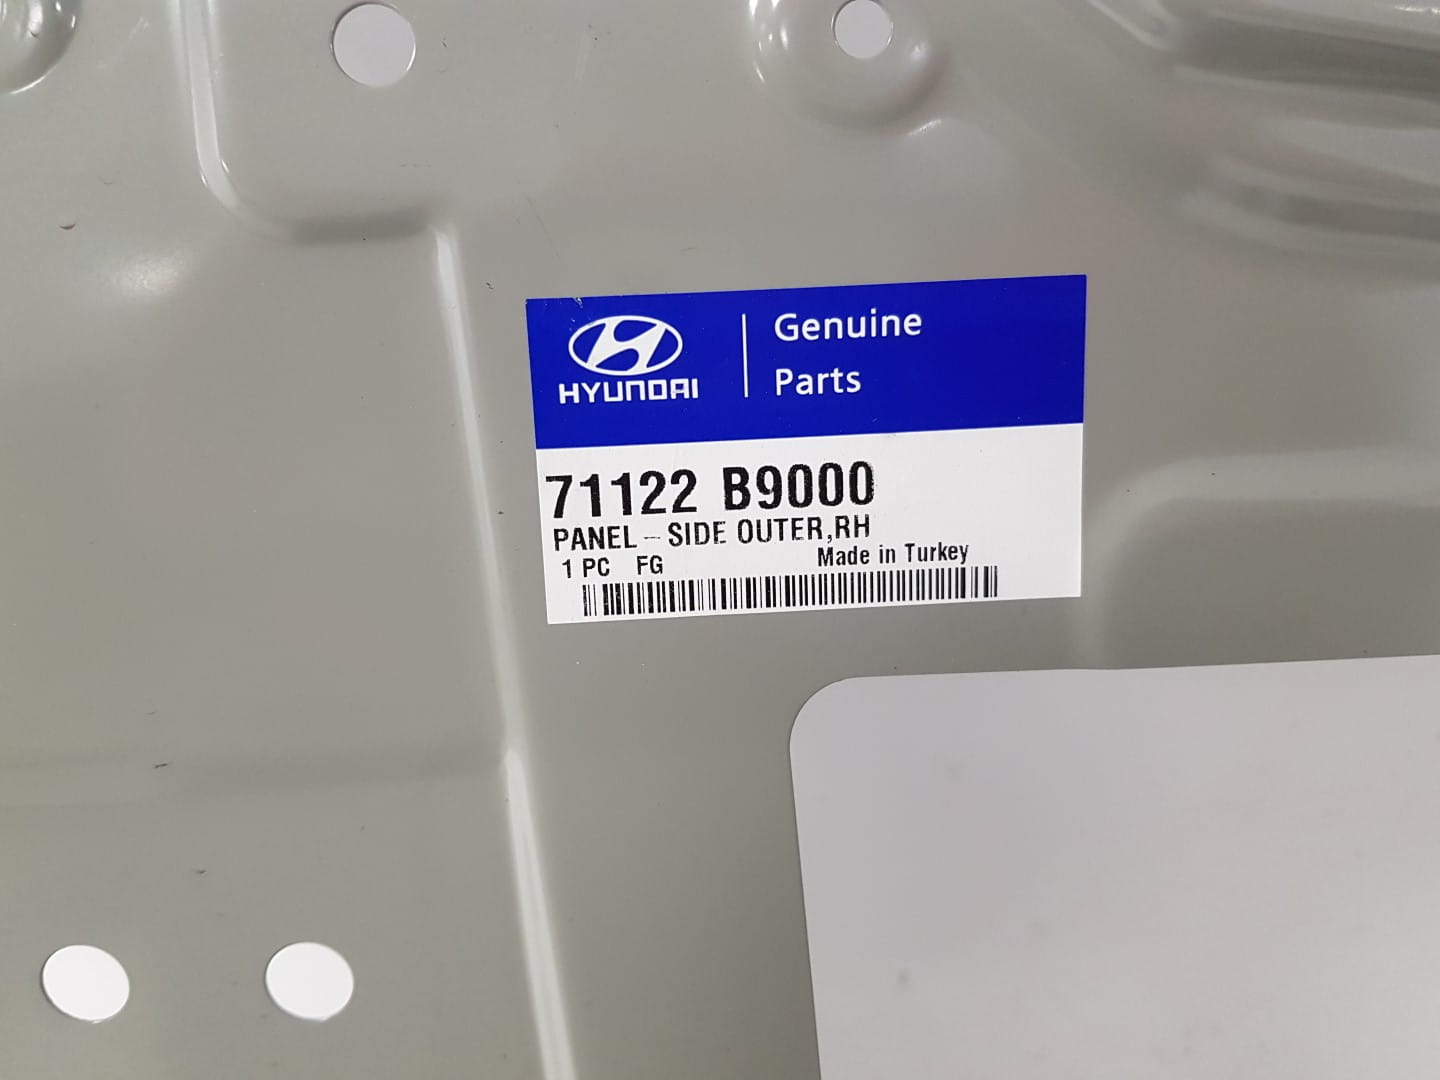 HYUNDAI
Genuine
Parts
71122 B9000
PANEL - SIDE OUTER,RH
1 PC FG Made in Turkey